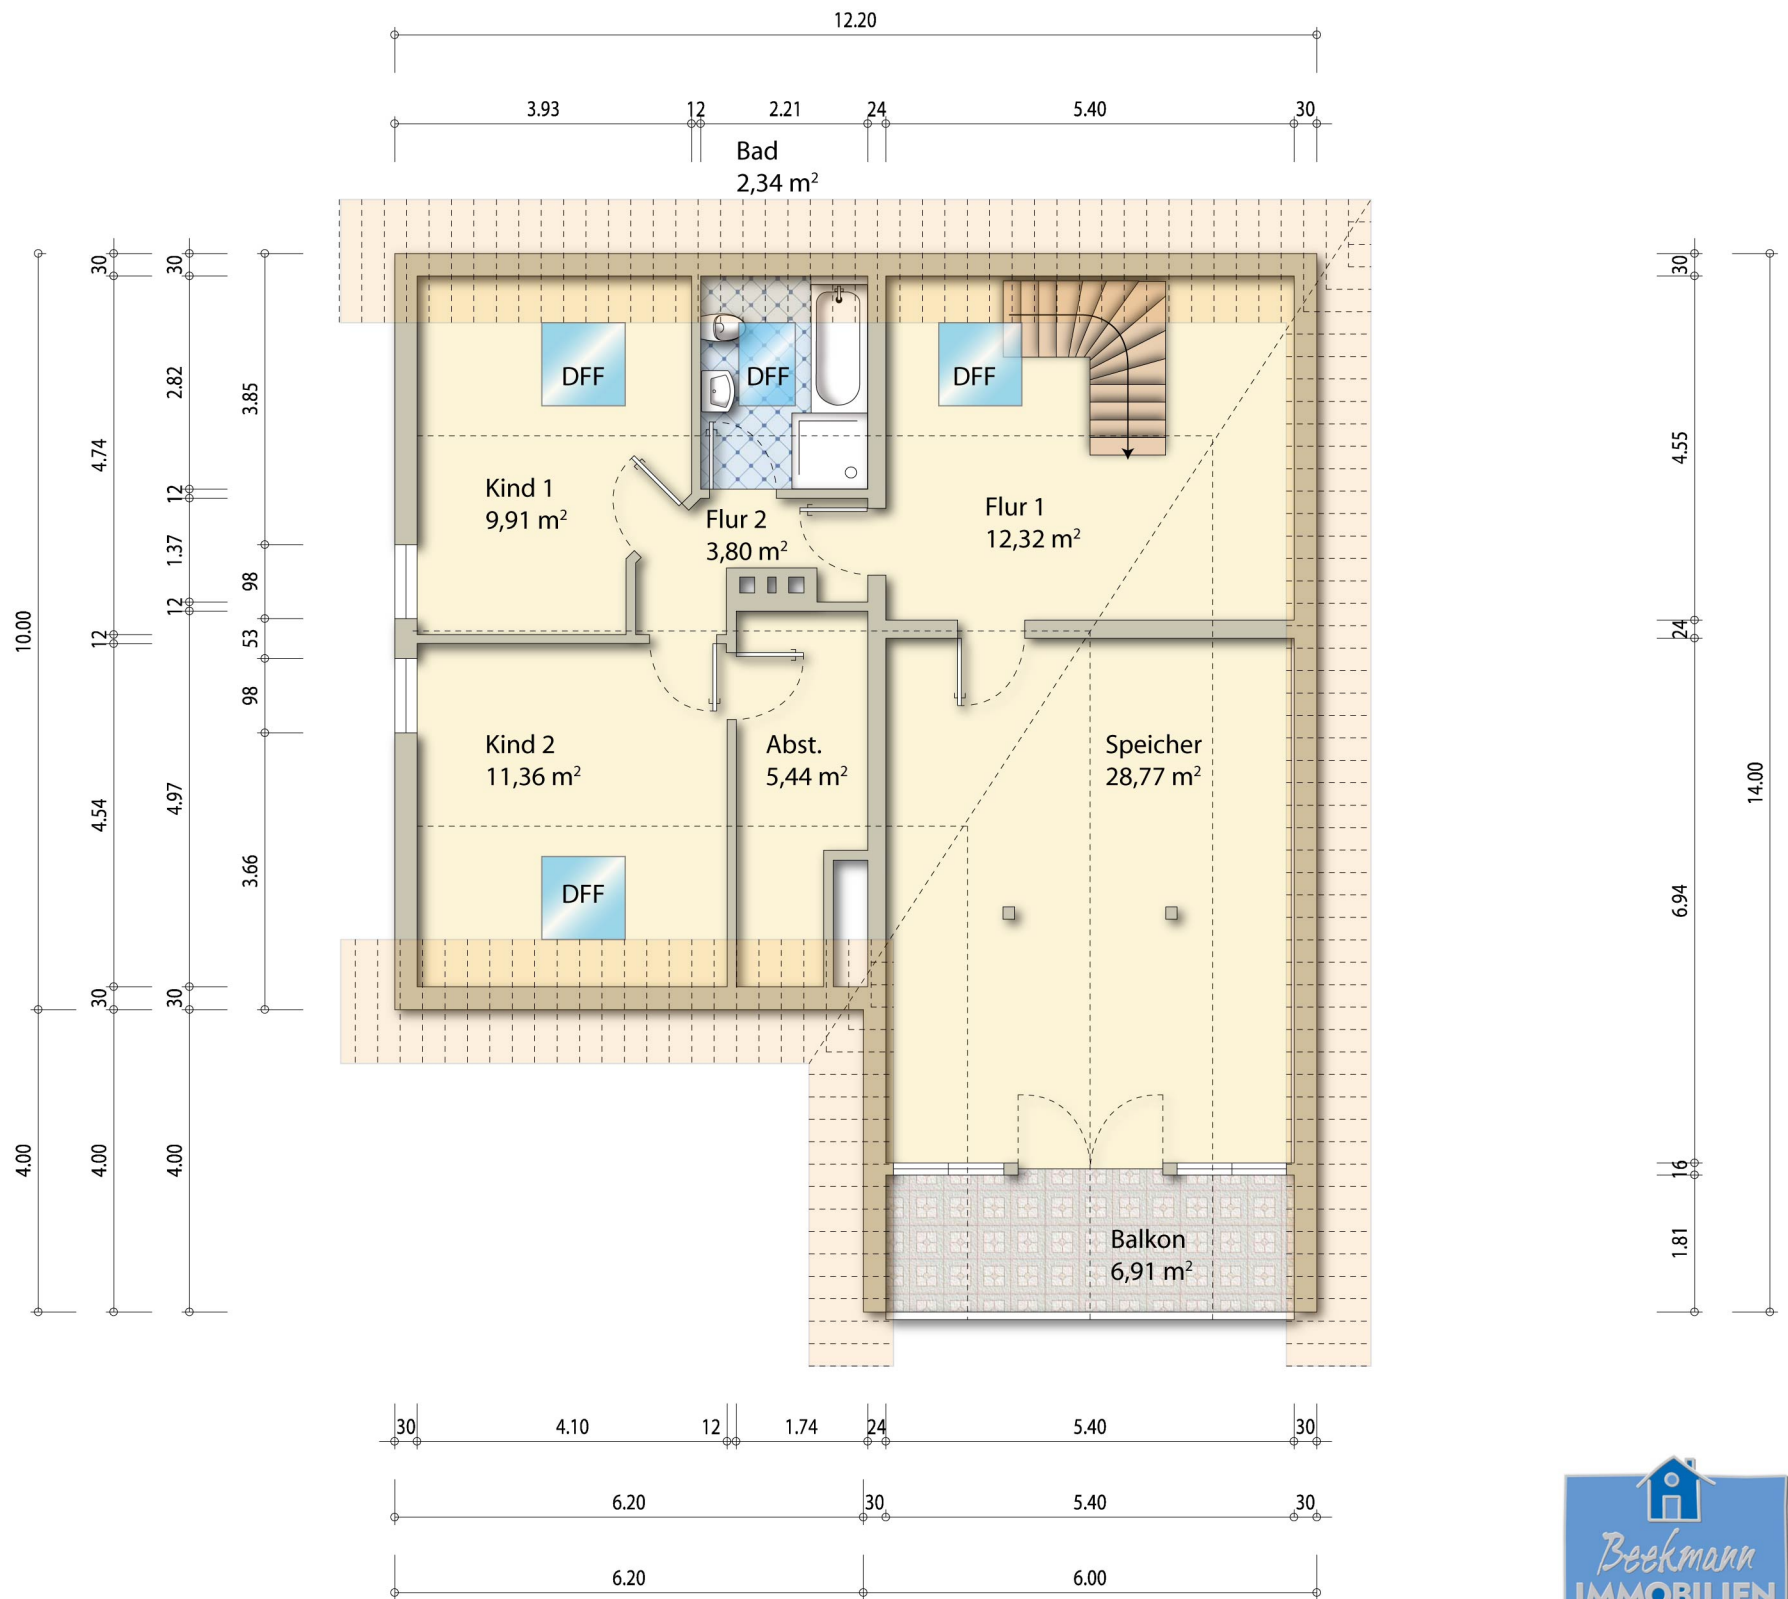 12.20
3.93 12 2.21 24 5.40 30
Bad
2,34 m²
30 30 30
2.82 3.85
4.74 4.55
12 1.37 12 98
10.00 12 53 24
98
4.54 4.97 3.66 6.94 14.00
30 30
4.00 4.00 4.00 16 1.81
DFF DFF DFF
Kind 1
9,91 m²
Flur 2
3,80 m²
Flur 1
12,32 m²
Kind 2
11,36 m²
Abst.
5,44 m²
Speicher
28,77 m²
DFF
Balkon
6,91 m²
30 4.10 12 1.74 24 5.40 30
6.20 30 5.40 30
6.20 6.00
Beekmann
IMMOBILIEN